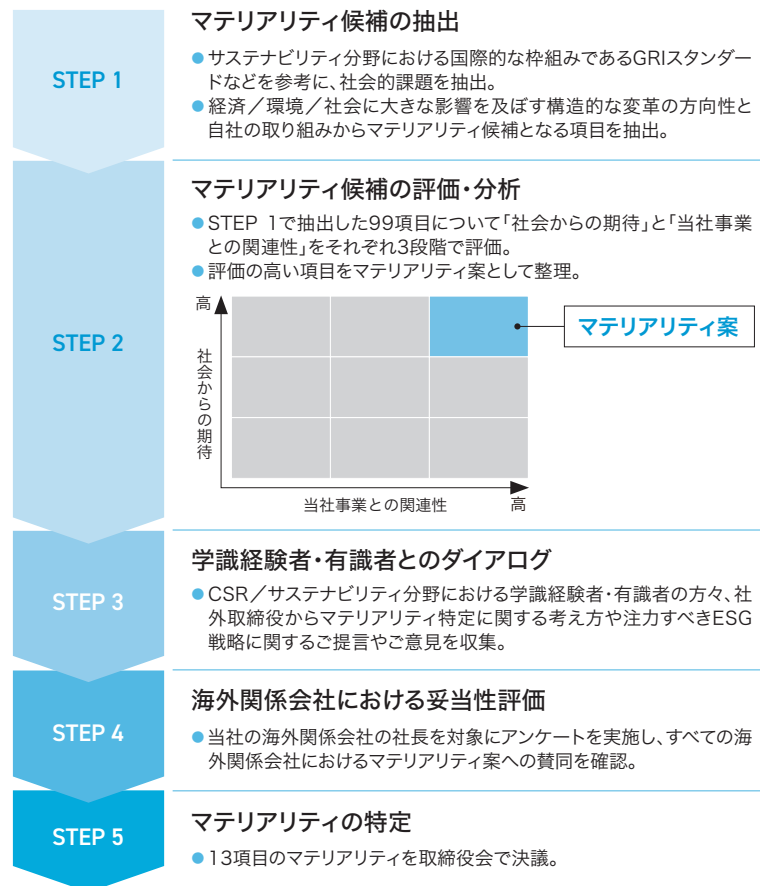 マテリアリティ候補の抽出
STEP 1
●サステナビリティ分野における国際的な枠組みであるGRIスタンダー
ドなどを参考に、社会的課題を抽出。
●経済／環境／社会に大きな影響を及ぼす構造的な変革の方向性と
自社の取り組みからマテリアリティ候補となる項目を抽出。
マテリアリティ候補の評価・分析
●STEP 1で抽出した99項目について「社会からの期待」と「当社事業
との関連性」をそれぞれ3段階で評価。
●評価の高い項目をマテリアリティ案として整理。
STEP 2
高
社会からの期待
マテリアリティ案
当社事業との関連性
高
学識経験者・有識者とのダイアログ
STEP 3
●CSR／サステナビリティ分野における学識経験者・有識者の方々、社
外取締役からマテリアリティ特定に関する考え方や注力すべきESG
戦略に関するご提言やご意見を収集。
海外関係会社における妥当性評価
STEP 4
●当社の海外関係会社の社長を対象にアンケートを実施し、すべての海
外関係会社におけるマテリアリティ案への賛同を確認。
マテリアリティの特定
STEP 5
●13項目のマテリアリティを取締役会で決議。